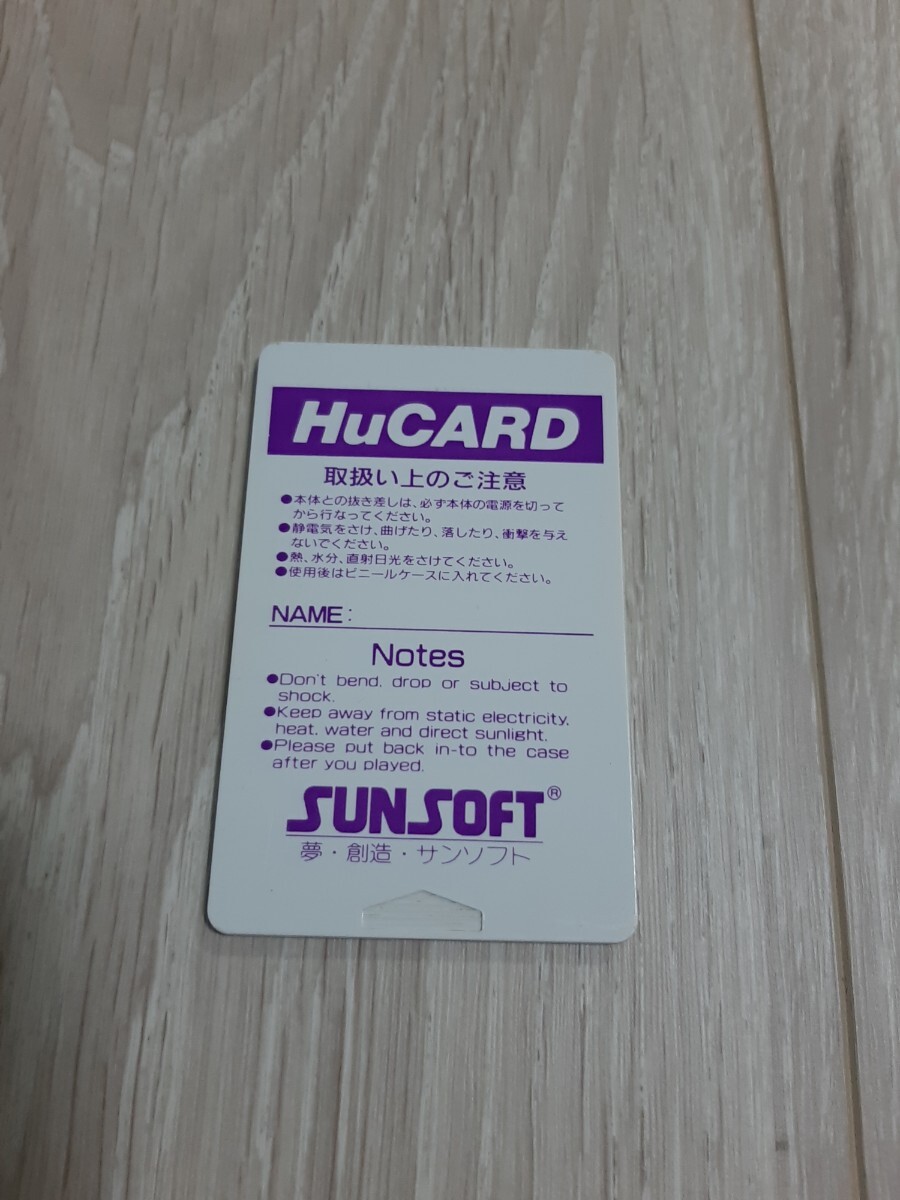 HuCARD
取扱い上のご注意
●本体との抜き差しは、必ず本体の電源を切って
から行なってください。
●静電気をさけ、曲げたり、落したり、衝撃を与え
ないでください。
●熱、水分、直射日光をさけてください。
●使用後はビニールケースに入れてください。
NAME:
Notes
●Don't bend, drop or subject to
shock.
●Keep away from static electricity,
heat, water and direct sunlight.
●Please put back in-to the case
after you played.
SUNSOFT®
夢・創造・サンソフト